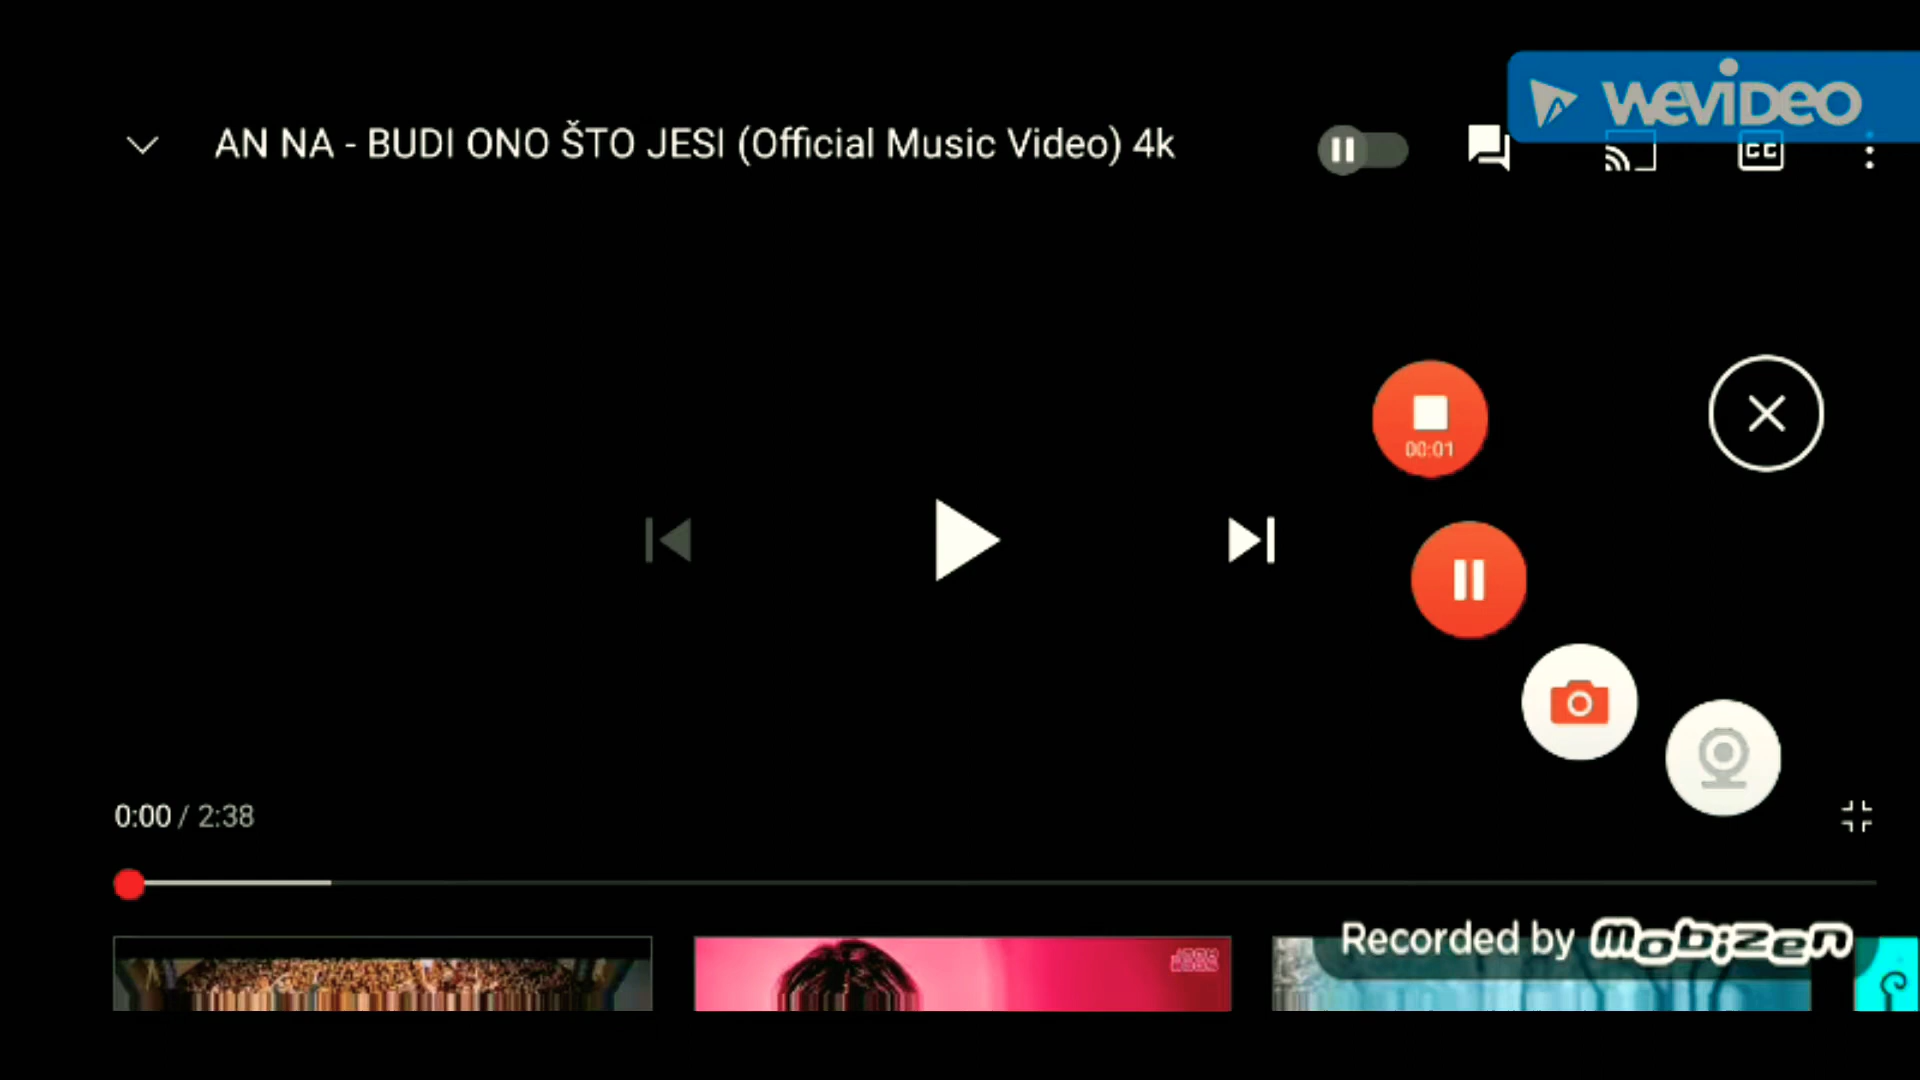 WEVIDEO
AN NA - BUDI ONO ŠTO JESI (Official Music Video) 4k
CC
00:01
0:00 / 2:38
Recorded by mobizen